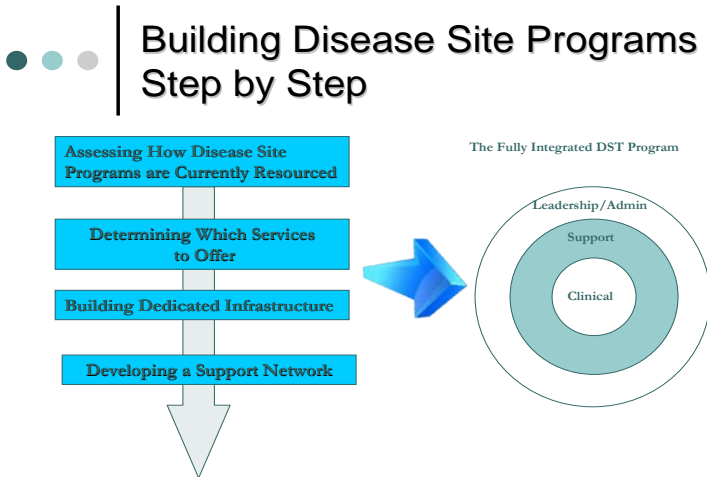 Building Disease Site Programs
Step by Step
Assessing How Disease Site
Programs are Currently Resourced
Determining Which Services
to Offer
Building Dedicated Infrastructure
Developing a Support Network
The Fully Integrated DST Program
Leadership/Admin
Support
Clinical